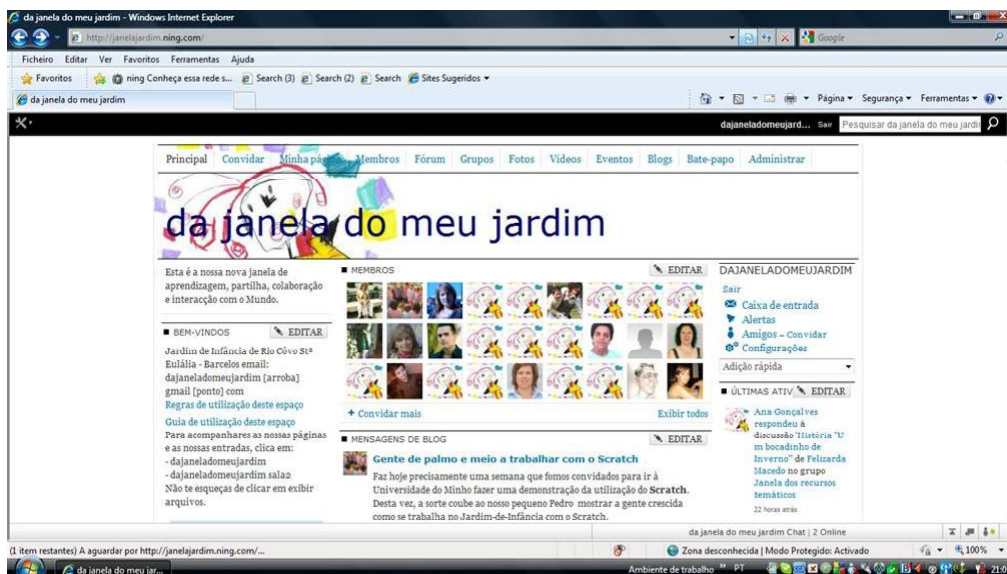 da janela do meu jardim - Windows Internet Explorer
http://janelajardim.ning.com/
Google
Ficheiro Editar Ver Favoritos Ferramentas Ajuda
Favoritos ning Conheça essa rede s... Search (3) Search (2) Search Sites Sugeridos
da janela do meu jardim
Página Segurança Ferramentas
dajaneladomeujard... Sair Pesquisar da janela do meu jardi
Principal Convidar Minha página Membros Fórum Grupos Fotos Vídeos Eventos Blogs Bate-papo Administrar
da janela do meu jardim
Esta é a nossa nova janela de
aprendizagem, partilha, colaboração
e interacção com o Mundo.
BEM-VINDOS EDITAR
Jardim de Infância de Rio Côvo Stª
Eulália - Barcelos email:
dajaneladomeujardim [arroba]
gmail [ponto] com
Regras de utilização deste espaço
Guia de utilização deste espaço
Para acompanhares as nossas páginas
e as nossas entradas, clica em:
- dajaneladomeujardim
- dajaneladomeujardim sala2
Não te esqueças de clicar em exibir
arquivos.
MEMBROS EDITAR
+ Convidar mais Exibir todos
MENSAGENS DE BLOG EDITAR
Gente de palmo e meio a trabalhar com o Scratch
Faz hoje precisamente uma semana que fomos convidados para ir à
Universidade do Minho fazer uma demonstração da utilização do Scratch.
Desta vez, a sorte coube ao nosso pequeno Pedro mostrar a gente crescida
como se trabalha no Jardim-de-Infância com o Scratch.
DAJANELADOMEUJARDIM
Sair
Caixa de entrada
Alertas
Amigos – Convidar
Configurações
Adição rápida
ÚLTIMAS ATIV EDITAR
Ana Gonçalves
respondeu à
discussão 'História "U
m bocadinho de
Inverno" de Felizarda
Macedo no grupo
Janela dos recursos
temáticos
22 horas atrás
da janela do meu jardim Chat | 2 Online
(1 item restantes) A aguardar por http://janelajardim.ning.com/...
Zona desconhecida | Modo Protegido: Activado 100%
da janela do meu jar...
Ambiente de trabalho PT